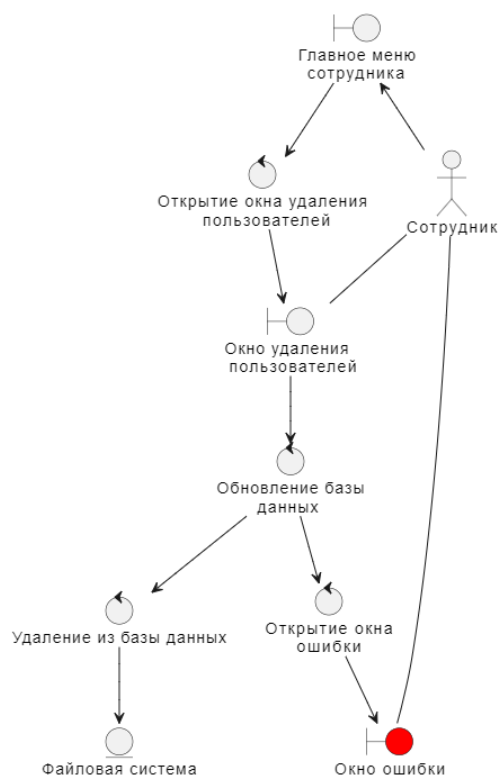 Главное меню
сотрудника
Открытие окна удаления
пользователей
Сотрудник
Окно удаления
пользователей
Обновление базы
данных
Удаление из базы данных
Открытие окна
ошибки
Файловая система
Окно ошибки